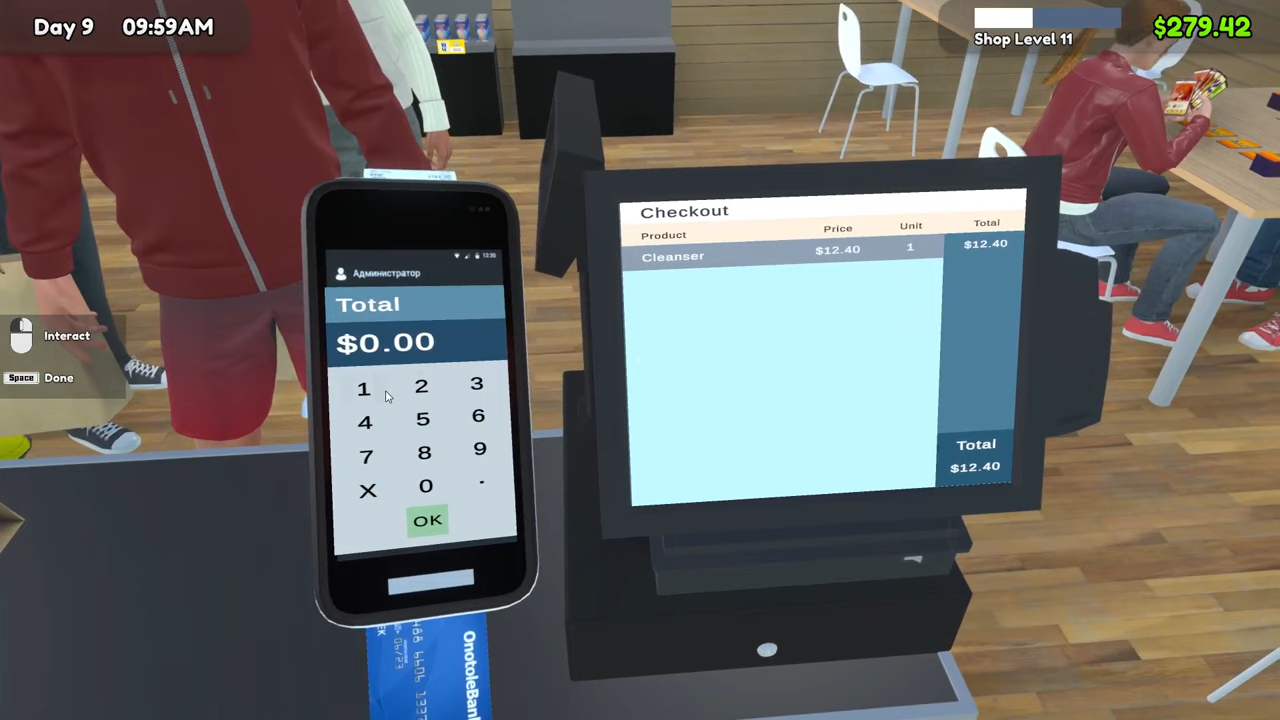 Day 9 09:59AM
Shop Level 11
$279.42
Interact
Space Done
12:30
Администратор
Total
$0.00
1 2 3
4 5 6
7 8 9
X 0 .
OK
Checkout
Product Price Unit Total
Cleanser $12.40 1 $12.40
Total
$12.40
OnotoleBank